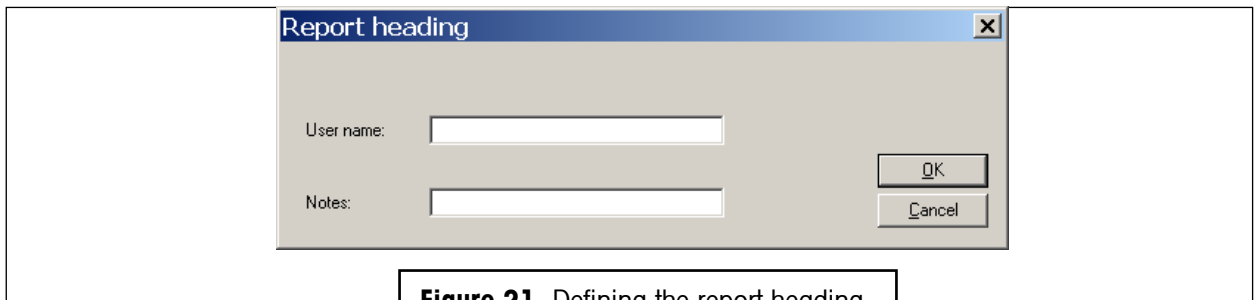 Report heading
User name:
OK
Notes:
Cancel
Figure 21 Defining the report heading